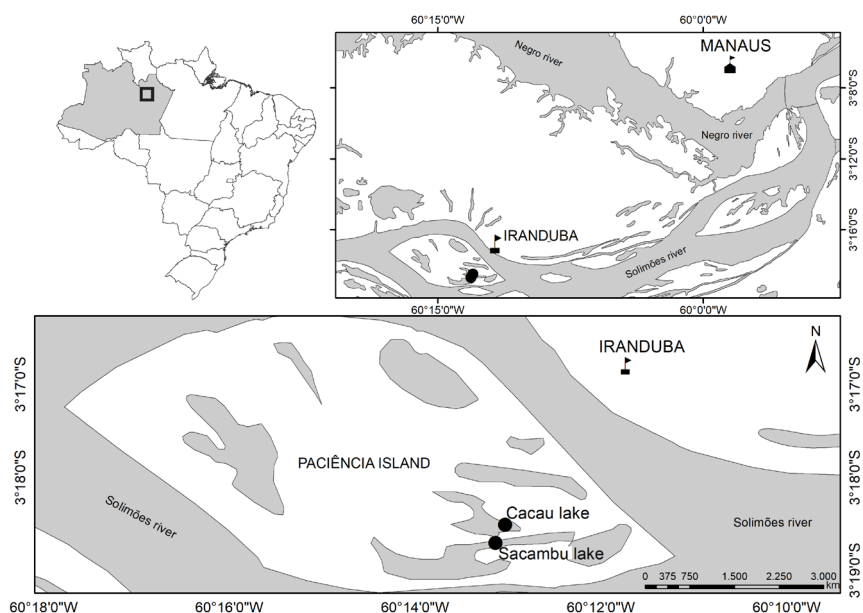 60°15'0"W
60°0'0"W
Negro river
MANAUS
3°8'0"S
Negro river
3°12'0"S
3°16'0"S
IRANDUBA
Solimões river
60°15'0"W
60°0'0"W
N
IRANDUBA
3°17'0"S
3°17'0"S
PACIÊNCIA ISLAND
3°18'0"S
3°18'0"S
Solimões river
Cacau lake
Solimões river
Sacambu lake
3°19'0"S
0 375 750 1.500 2.250 3.000
km
60°18'0"W
60°16'0"W
60°14'0"W
60°12'0"W
60°10'0"W